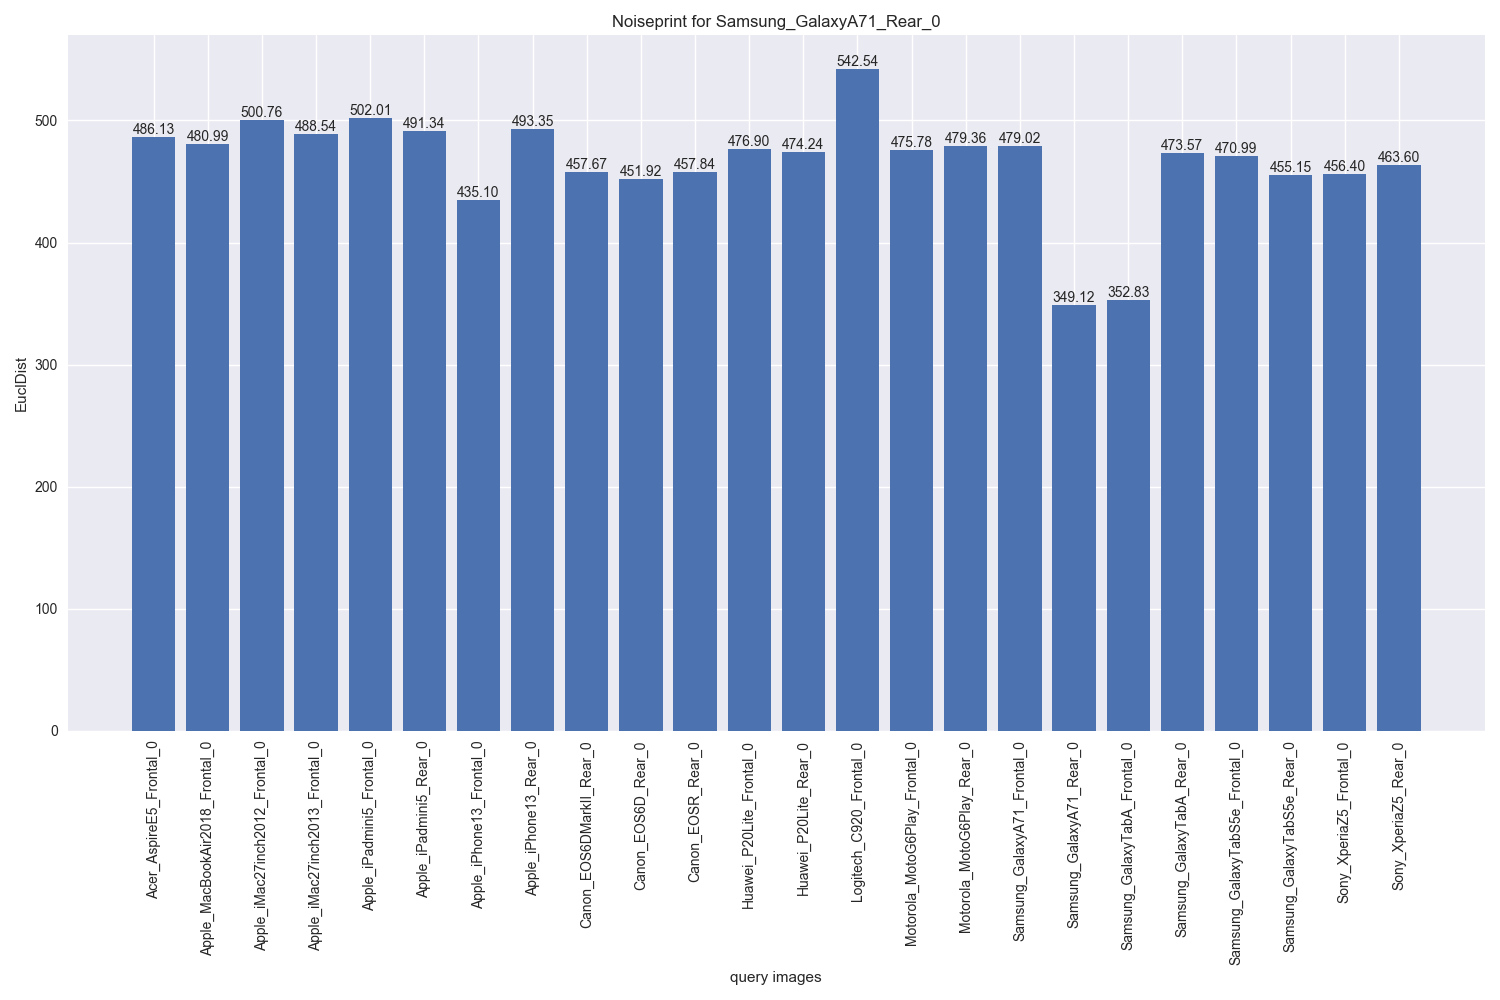 Noiseprint for Samsung_GalaxyA71_Rear_0
EuclDist
500
400
300
200
100
0
486.13
480.99
500.76
488.54
502.01
491.34
435.10
493.35
457.67
451.92
457.84
476.90
474.24
542.54
475.78
479.36
479.02
349.12
352.83
473.57
470.99
455.15
456.40
463.60
Acer_AspireE5_Frontal_0
Apple_MacBookAir2018_Frontal_0
Apple_iMac27inch2012_Frontal_0
Apple_iMac27inch2013_Frontal_0
Apple_iPadmini5_Frontal_0
Apple_iPadmini5_Rear_0
Apple_iPhone13_Frontal_0
Apple_iPhone13_Rear_0
Canon_EOS6DMarkII_Rear_0
Canon_EOS6D_Rear_0
Canon_EOSR_Rear_0
Huawei_P20Lite_Frontal_0
Huawei_P20Lite_Rear_0
Logitech_C920_Frontal_0
Motorola_MotoG6Play_Frontal_0
Motorola_MotoG6Play_Rear_0
Samsung_GalaxyA71_Frontal_0
Samsung_GalaxyA71_Rear_0
Samsung_GalaxyTabA_Frontal_0
Samsung_GalaxyTabA_Rear_0
Samsung_GalaxyTabS5e_Frontal_0
Samsung_GalaxyTabS5e_Rear_0
Sony_XperiaZ5_Frontal_0
Sony_XperiaZ5_Rear_0
query images